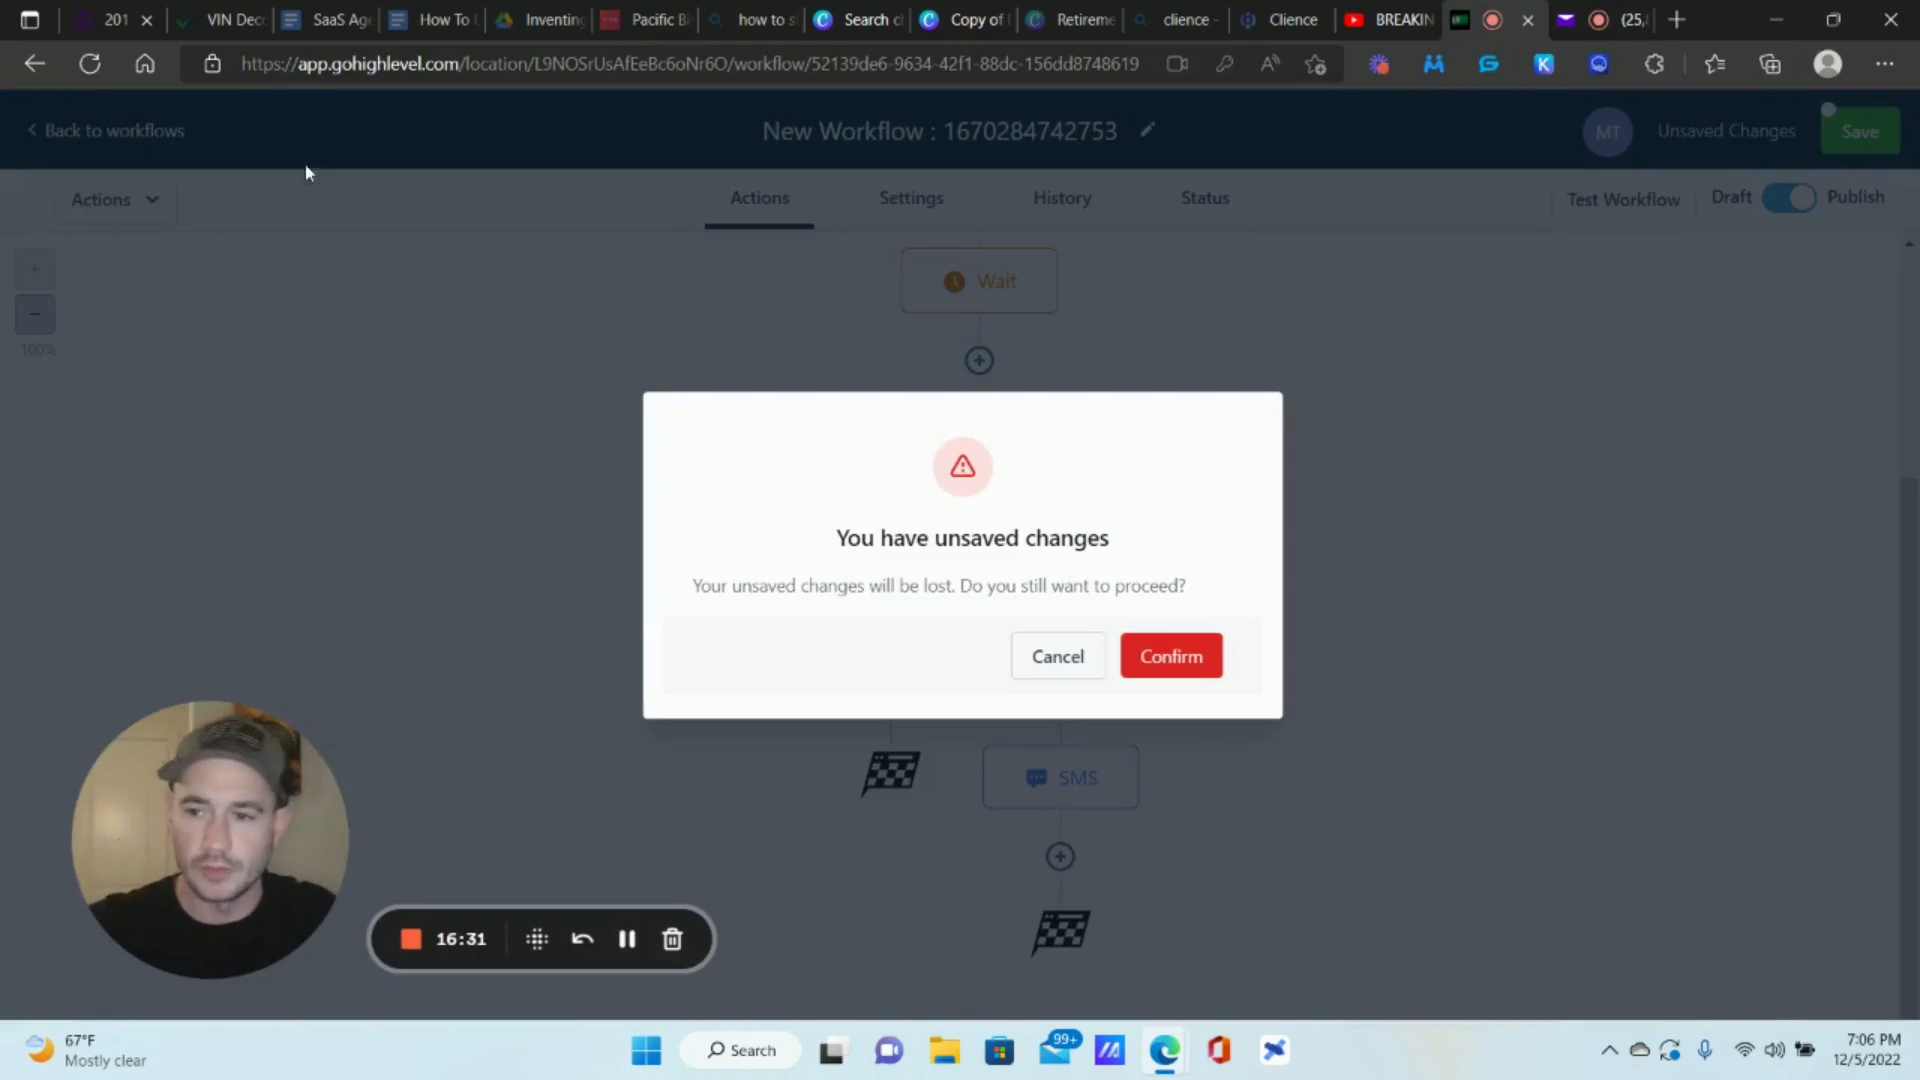 201
VIN Dec
SaaS Age
How To U
Inventing
Pacific Bi
how to s
Search cl
Copy of
Retireme
clience -
Clience
BREAKIN
(25,
https://app.gohighlevel.com/location/L9NOSrUsAfEeBc6oNr6O/workflow/52139de6-9634-42f1-88dc-156dd8748619
Back to workflows
New Workflow : 1670284742753
MT
Unsaved Changes
Save
Actions
Actions
Settings
History
Status
Test Workflow
Draft
Publish
100%
Wait
You have unsaved changes
Your unsaved changes will be lost. Do you still want to proceed?
Cancel
Confirm
SMS
16:31
67°F
Mostly clear
Search
99+
7:06 PM
12/5/2022